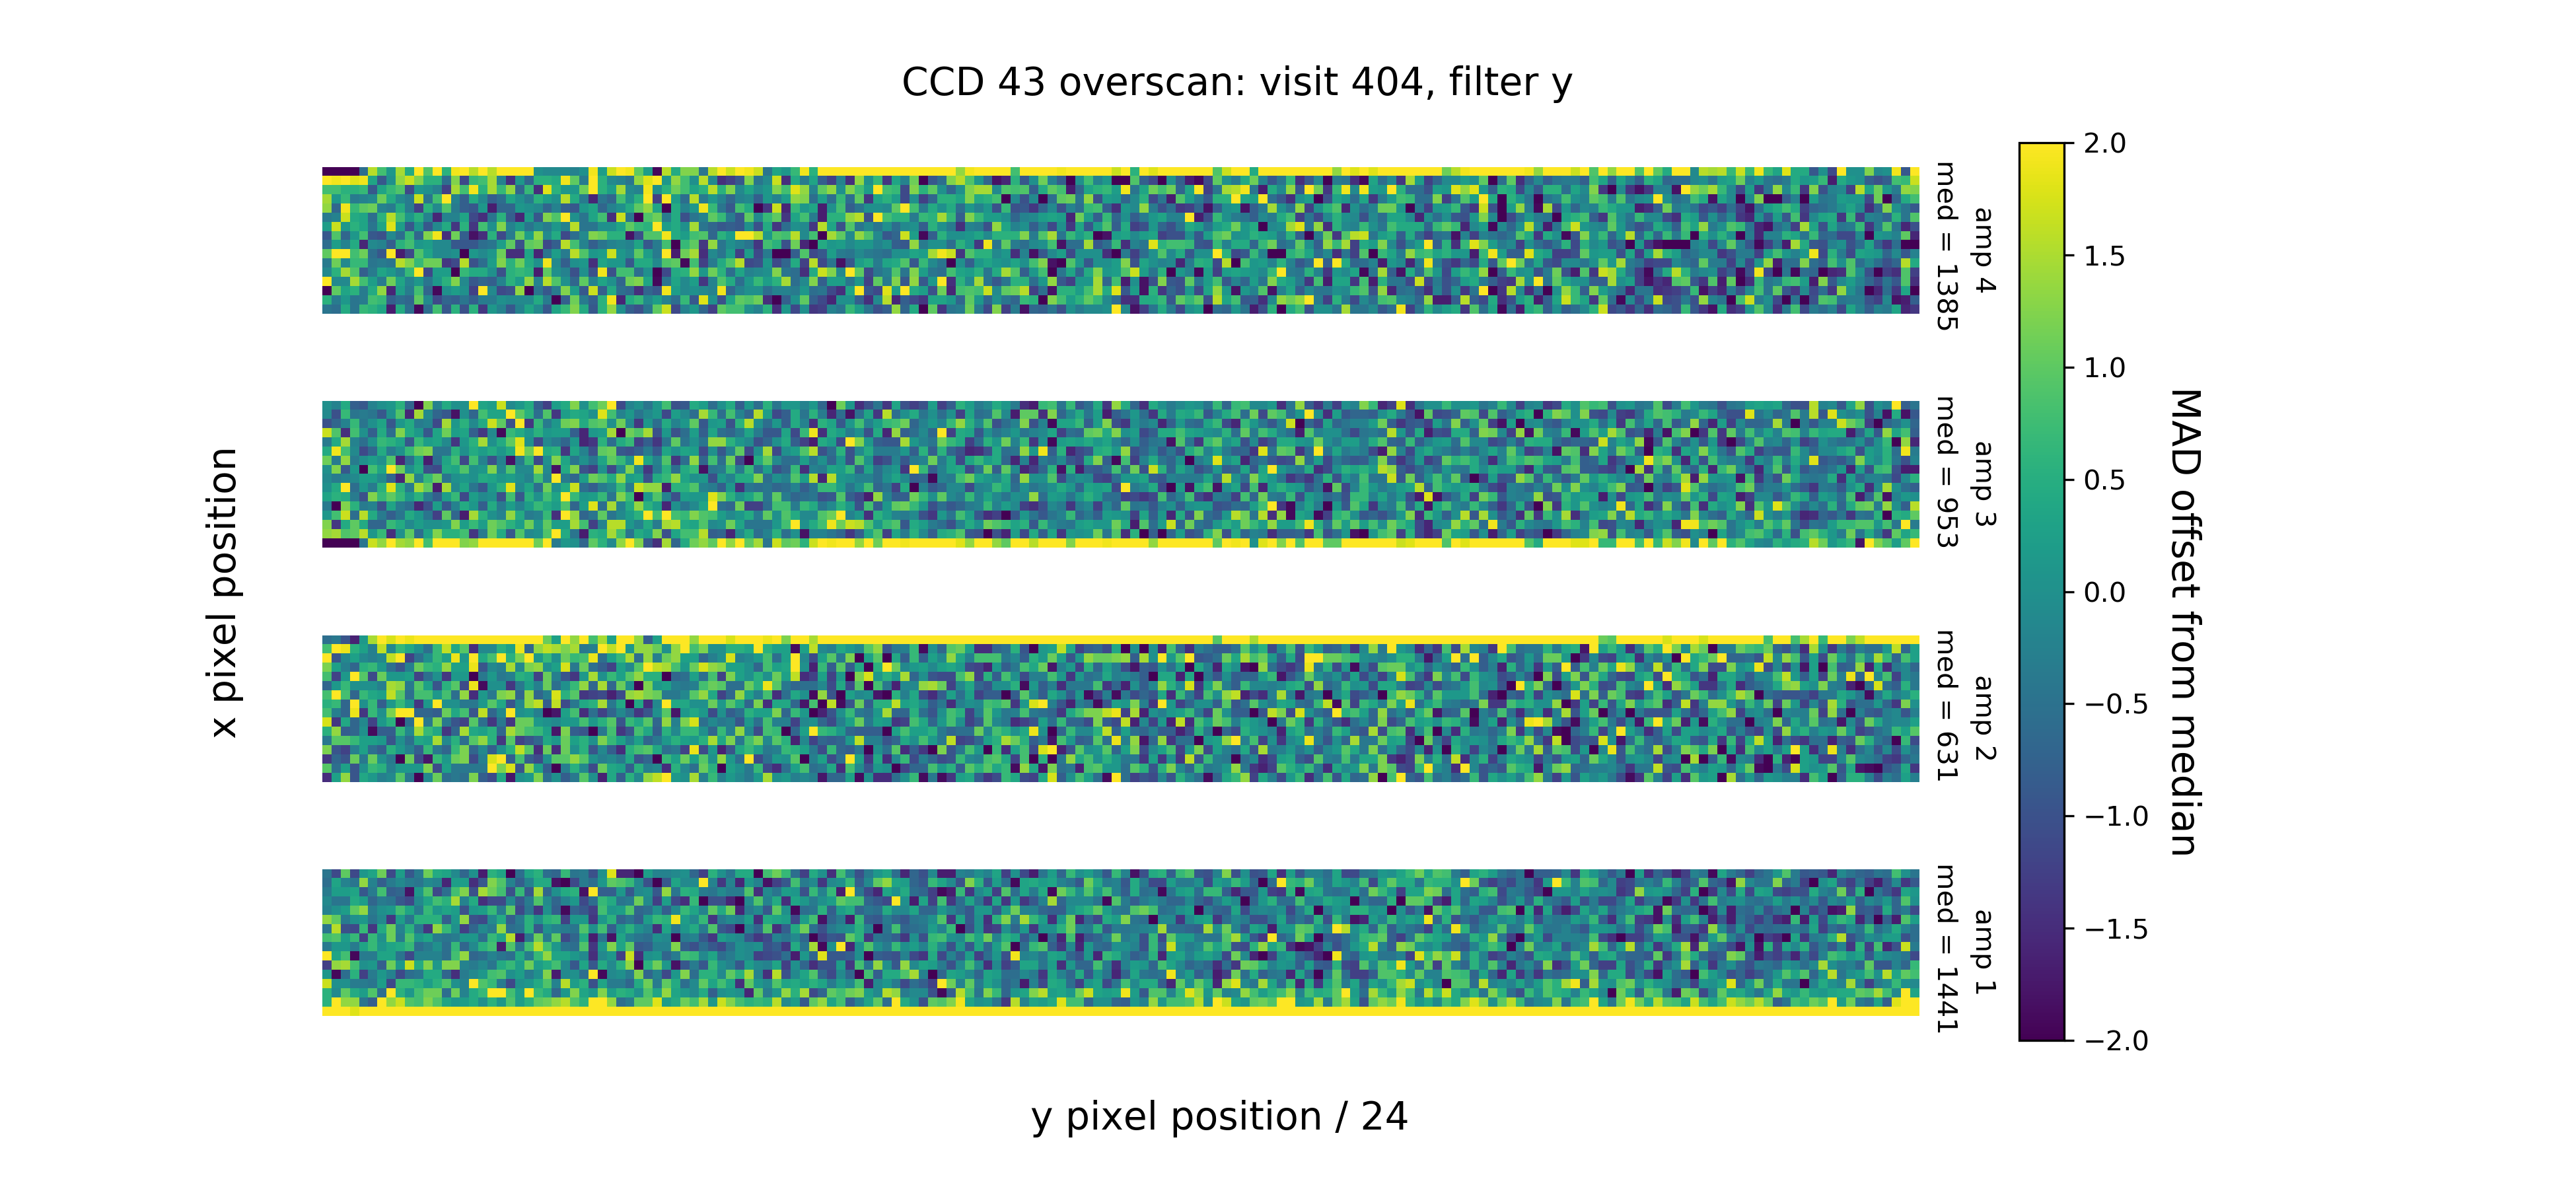 CCD 43 overscan: visit 404, filter y
x pixel position
amp 4
med = 1385
amp 3
med = 953
amp 2
med = 631
amp 1
med = 1441
y pixel position / 24
2.0
1.5
1.0
0.5
0.0
−0.5
−1.0
−1.5
−2.0
MAD offset from median